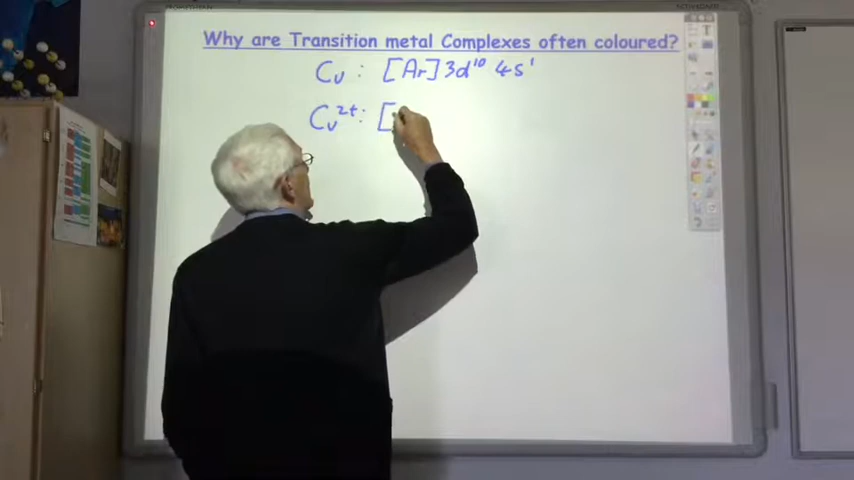 Why are Transition metal Complexes often coloured?
Cu : [Ar] 3d¹⁰ 4s¹
Cu²⁺: [